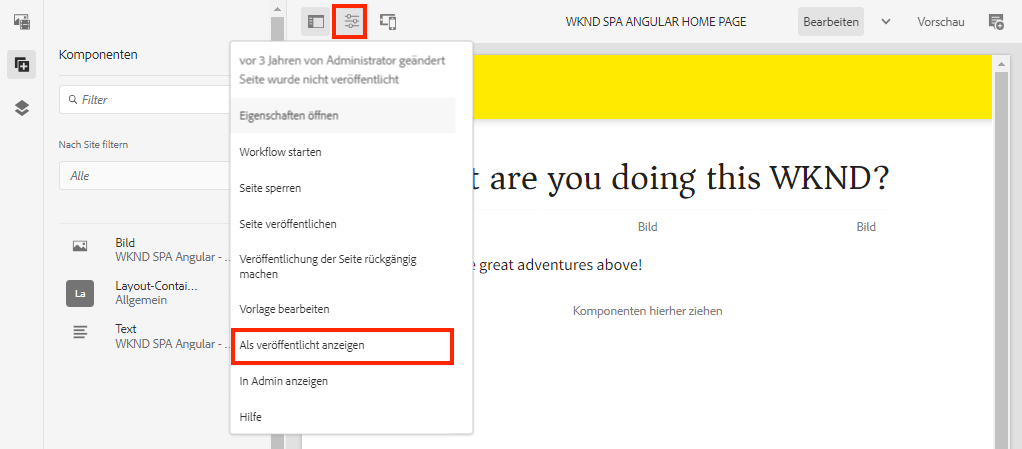 WKND SPA ANGULAR HOME PAGE
Bearbeiten
Vorschau
Komponenten
Filter
Nach Site filtern
Alle
Bild
WKND SPA Angular - ...
La
Layout-Contai...
Allgemein
Text
WKND SPA Angular - ...
vor 3 Jahren von Administrator geändert
Seite wurde nicht veröffentlicht
Eigenschaften öffnen
Workflow starten
Seite sperren
Seite veröffentlichen
Veröffentlichung der Seite rückgängig
machen
Vorlage bearbeiten
Als veröffentlicht anzeigen
In Admin anzeigen
Hilfe
are you doing this WKND?
Bild
Bild
great adventures above!
Komponenten hierher ziehen